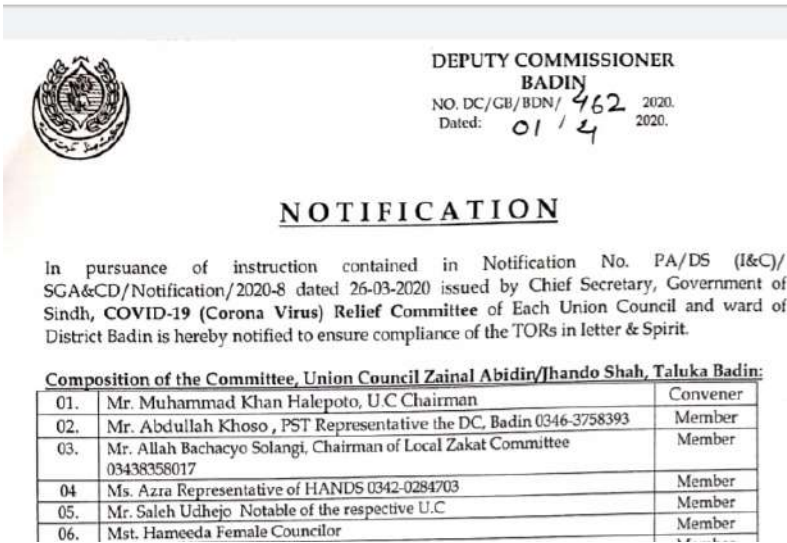 DEPUTY COMMISSIONER
BADIN
NO. DC/GB/BDN/ 462 2020.
Dated: 01 / 4 2020.
NOTIFICATION
In pursuance of instruction contained in Notification No. PA/DS (I&C)/
SGA&CD/Notification/2020-8 dated 26-03-2020 issued by Chief Secretary, Government of
Sindh, COVID-19 (Corona Virus) Relief Committee of Each Union Council and ward of
District Badin is hereby notified to ensure compliance of the TORs in letter & Spirit.
Composition of the Committee, Union Council Zainal Abidin/Jhando Shah, Taluka Badin:
01. Mr. Muhammad Khan Halepoto, U.C Chairman Convener
02. Mr. Abdullah Khoso , PST Representative the DC, Badin 0346-3758393 Member
03. Mr. Allah Bachacyo Solangi, Chairman of Local Zakat Committee Member
03438358017
04 Ms. Azra Representative of HANDS 0342-0284703 Member
05. Mr. Saleh Udhejo Notable of the respective U.C Member
06. Mst. Hameeda Female Councilor Member